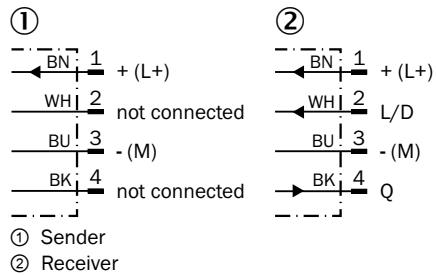 ① ②
BN 1 + (L+) BN 1 + (L+)
WH 2 not connected WH 2 L/D
BU 3 - (M) BU 3 - (M)
BK 4 not connected BK 4 Q
① Sender
② Receiver